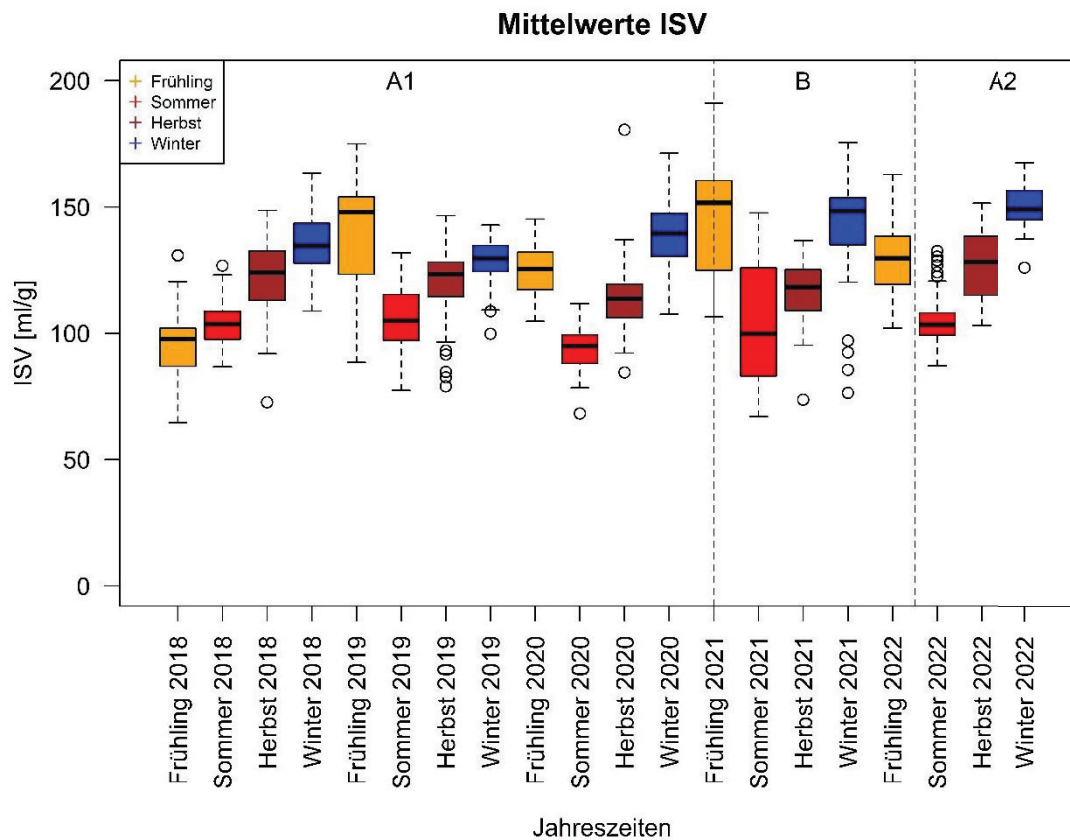 Mittelwerte ISV
200
150
100
50
0
ISV [ml/g]
Frühling
Sommer
Herbst
Winter
A1
B
A2
Frühling 2018
Sommer 2018
Herbst 2018
Winter 2018
Frühling 2019
Sommer 2019
Herbst 2019
Winter 2019
Frühling 2020
Sommer 2020
Herbst 2020
Winter 2020
Frühling 2021
Sommer 2021
Herbst 2021
Winter 2021
Frühling 2022
Sommer 2022
Herbst 2022
Winter 2022
Jahreszeiten